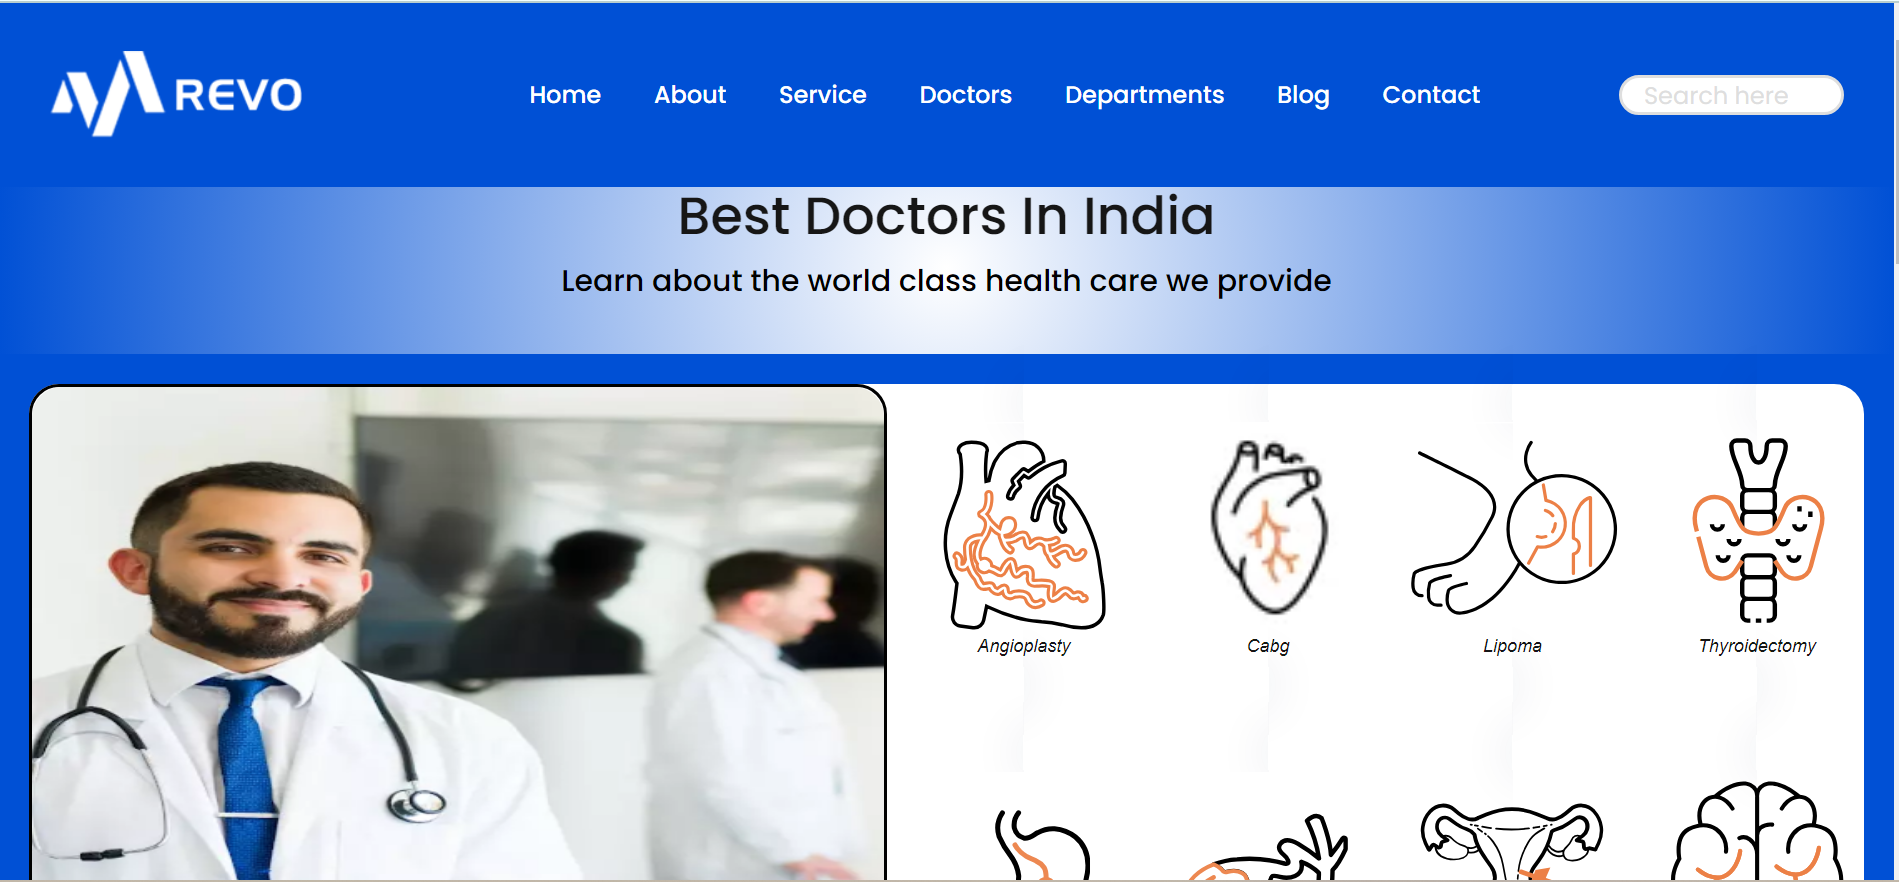 REVO
Home About Service Doctors Departments Blog Contact
Search here
Best Doctors In India
Learn about the world class health care we provide
Angioplasty Cabg Lipoma Thyroidectomy